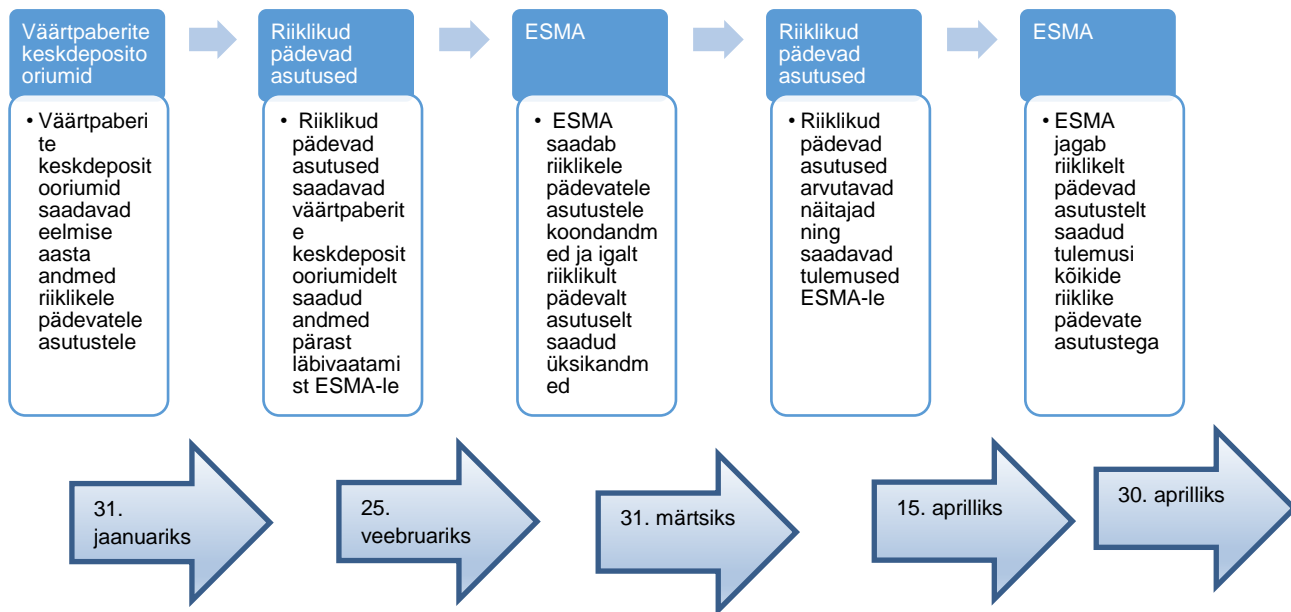 Väärtpaberite
keskdeposito
ooriumid
Riiklikud
pädevad
asutused
ESMA
Riiklikud
pädevad
asutused
ESMA
• Väärtpaberi
te
keskdeposit
ooriumid
saadavad
eelmise
aasta
andmed
riiklikele
pädevatele
asutustele
• Riiklikud
pädevad
asutused
saadavad
väärtpaberit
e
keskdeposit
ooriumidelt
saadud
andmed
pärast
läbivaatami
st ESMA-le
• ESMA
saadab
riiklikele
pädevatele
asutustele
koondandm
ed ja igalt
riiklikult
pädevalt
asutuselt
saadud
üksikandm
ed
• Riiklikud
pädevad
asutused
arvutavad
näitajad
ning
saadavad
tulemused
ESMA-le
• ESMA
jagab
riiklikelt
pädevad
asutustelt
saadud
tulemusi
kõikide
riiklike
pädevate
asutustega
31.
jaanuariks
25.
veebruariks
31. märtsiks
15. aprilliks
30. aprilliks